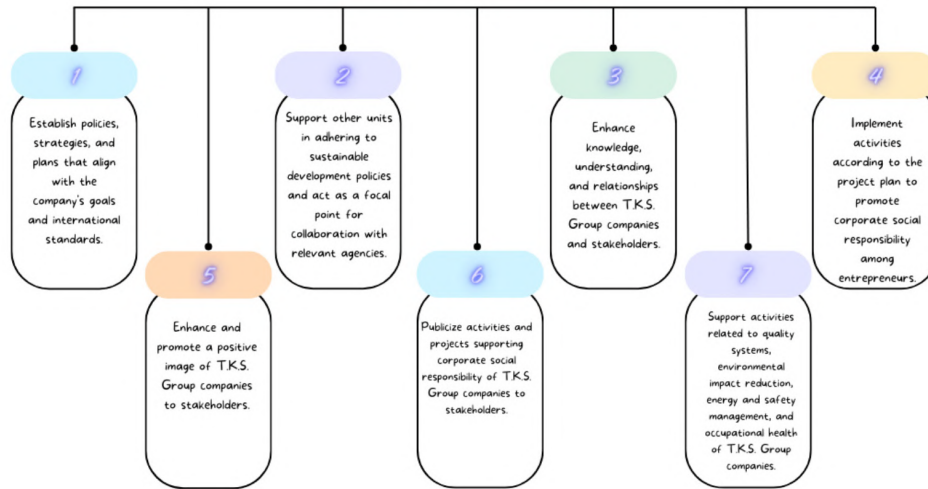 1
Establish policies,
strategies, and
plans that align
with the
company's goals
and international
standards.
2
Support other units
in adhering to
sustainable
development policies
and act as a focal
point for
collaboration with
relevant agencies.
3
Enhance
knowledge,
understanding,
and relationships
between T.K.S.
Group companies
and stakeholders.
4
Implement
activities
according to the
project plan to
promote
corporate social
responsibility
among
entrepreneurs.
5
Enhance and
promote a positive
image of T.K.S.
Group companies
to stakeholders.
6
Publicize activities and
projects supporting
corporate social
responsibility of T.K.S.
Group companies to
stakeholders.
7
Support activities
related to quality
systems,
environmental
impact reduction,
energy and safety
management, and
occupational health
of T.K.S. Group
companies.